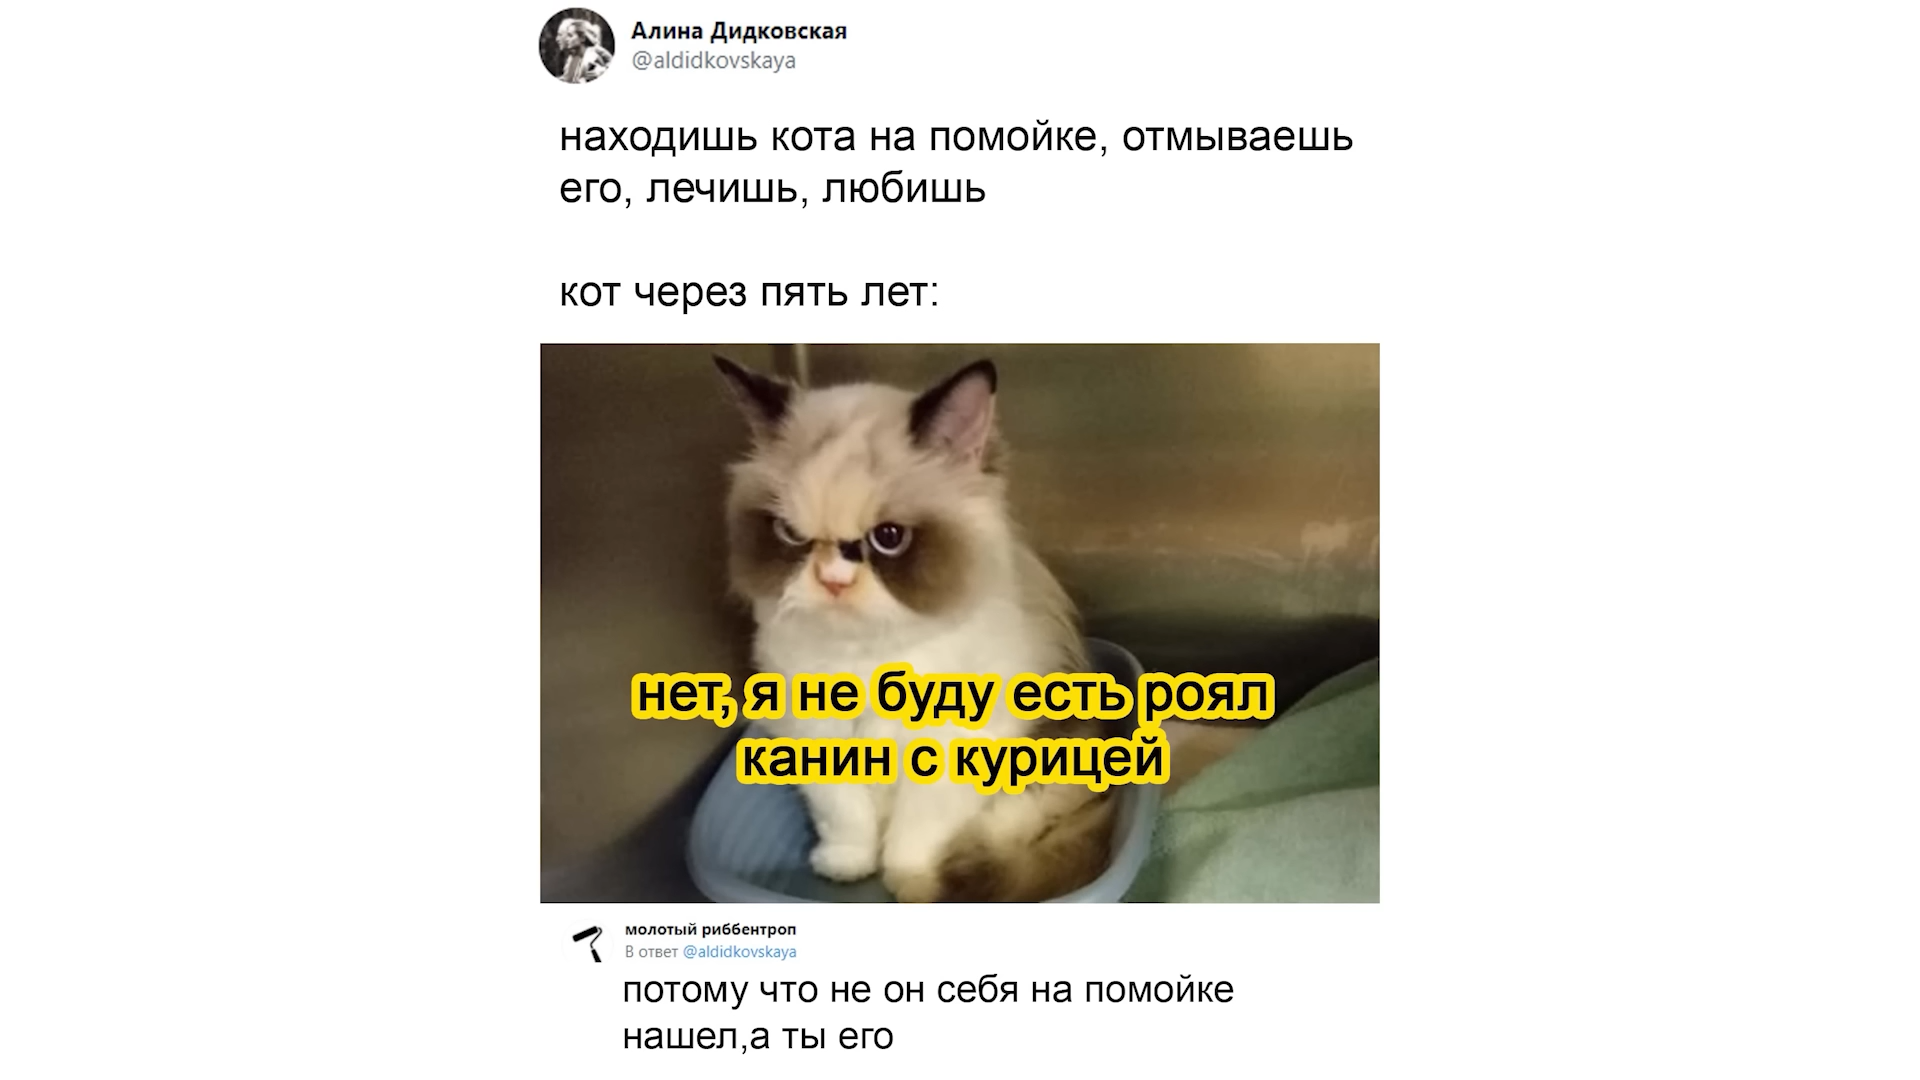 Алина Дидковская
@aldidkovskaya
находишь кота на помойке, отмываешь
его, лечишь, любишь
кот через пять лет:
нет, я не буду есть роял
канин с курицей
молотый риббентроп
В ответ @aldidkovskaya
потому что не он себя на помойке
нашел,а ты его